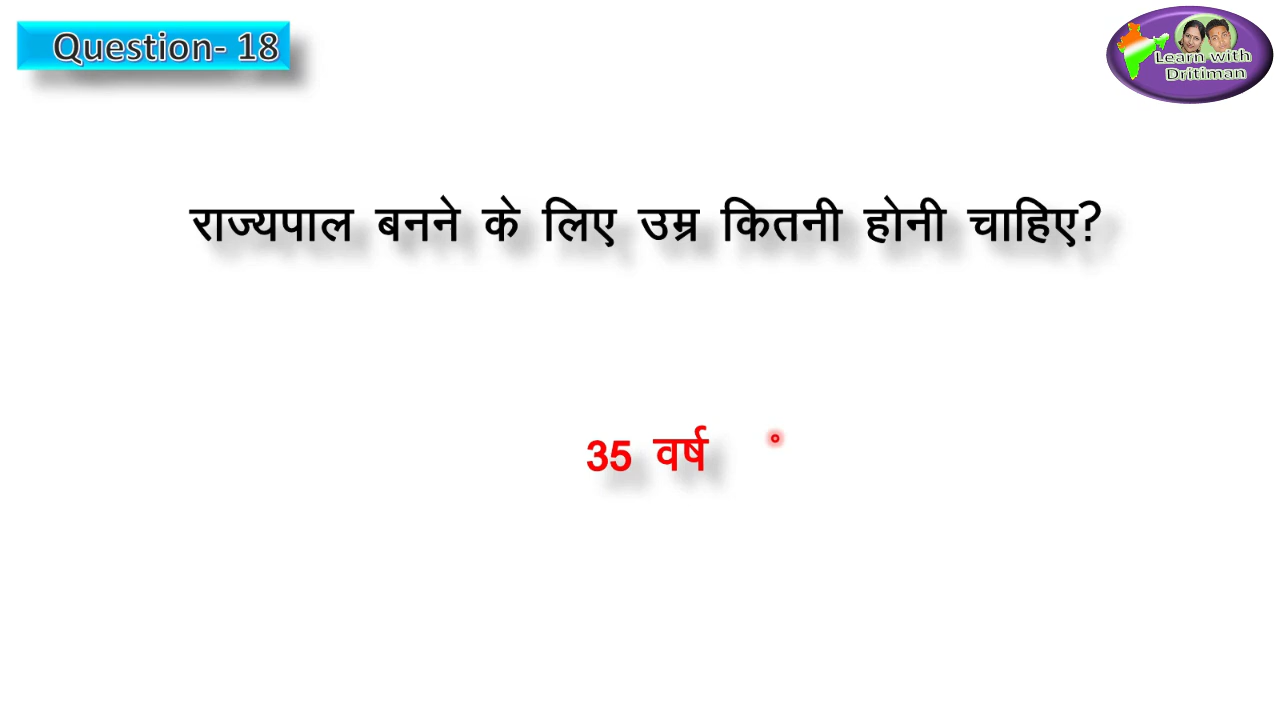 Question- 18
Learn with
Dritiman
राज्यपाल बनने के लिए उम्र कितनी होनी चाहिए?
35 वर्ष